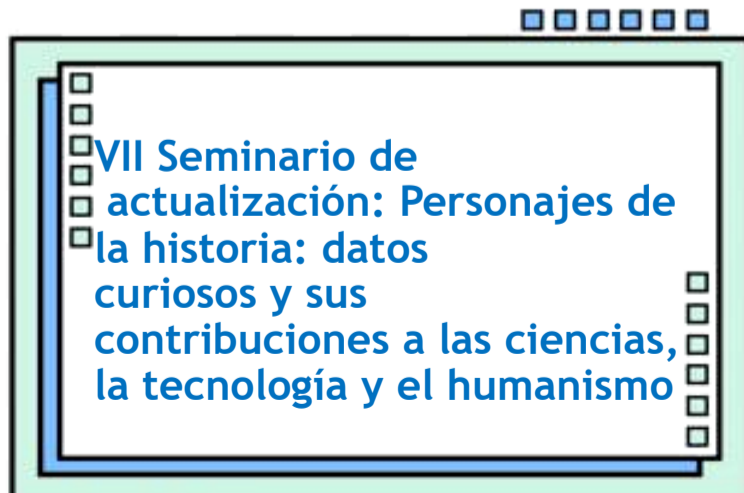 VII Seminario de
actualización: Personajes de
la historia: datos
curiosos y sus
contribuciones a las ciencias,
la tecnología y el humanismo